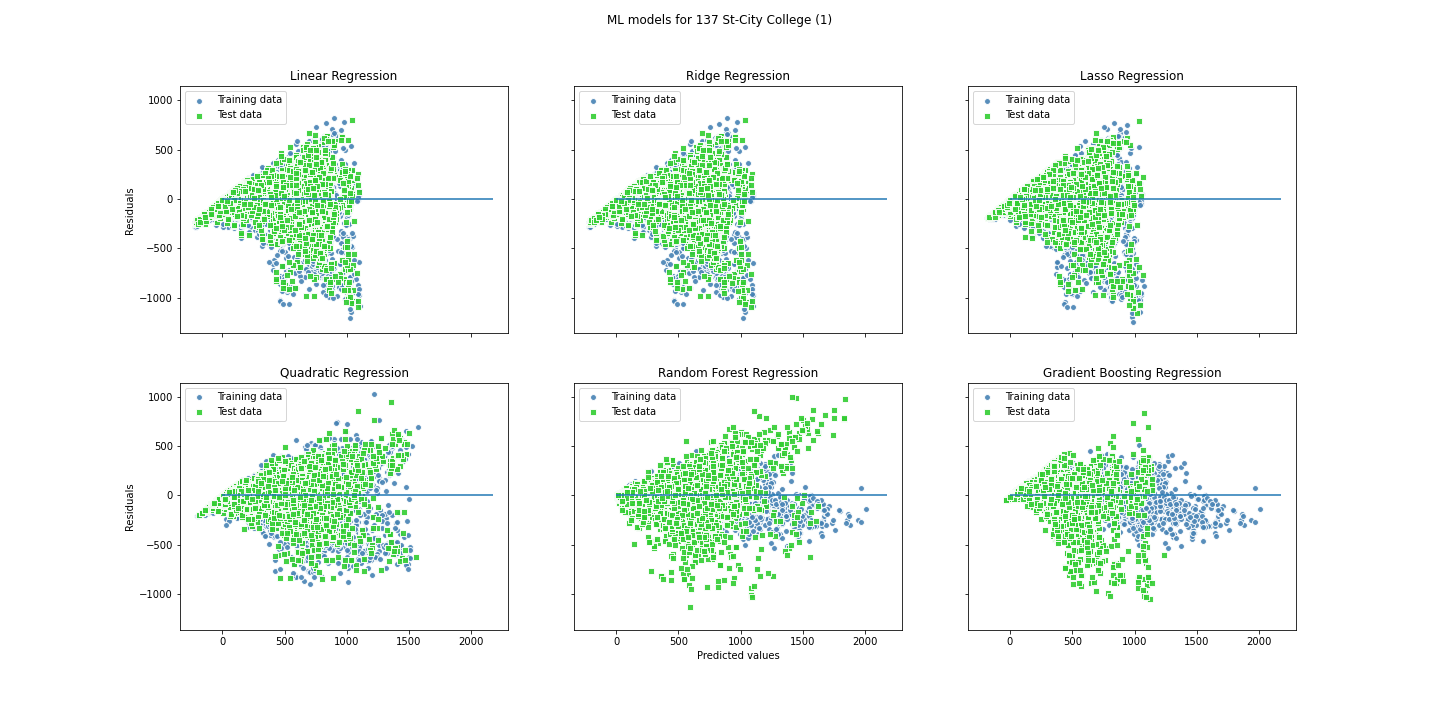 ML models for 137 St-City College (1)
Linear Regression
Ridge Regression
Lasso Regression
Training data
Test data
Training data
Test data
Training data
Test data
1000
500
0
−500
−1000
Residuals
Quadratic Regression
Random Forest Regression
Gradient Boosting Regression
Training data
Test data
Training data
Test data
Training data
Test data
1000
500
0
−500
−1000
Residuals
0 500 1000 1500 2000
0 500 1000 1500 2000
0 500 1000 1500 2000
Predicted values